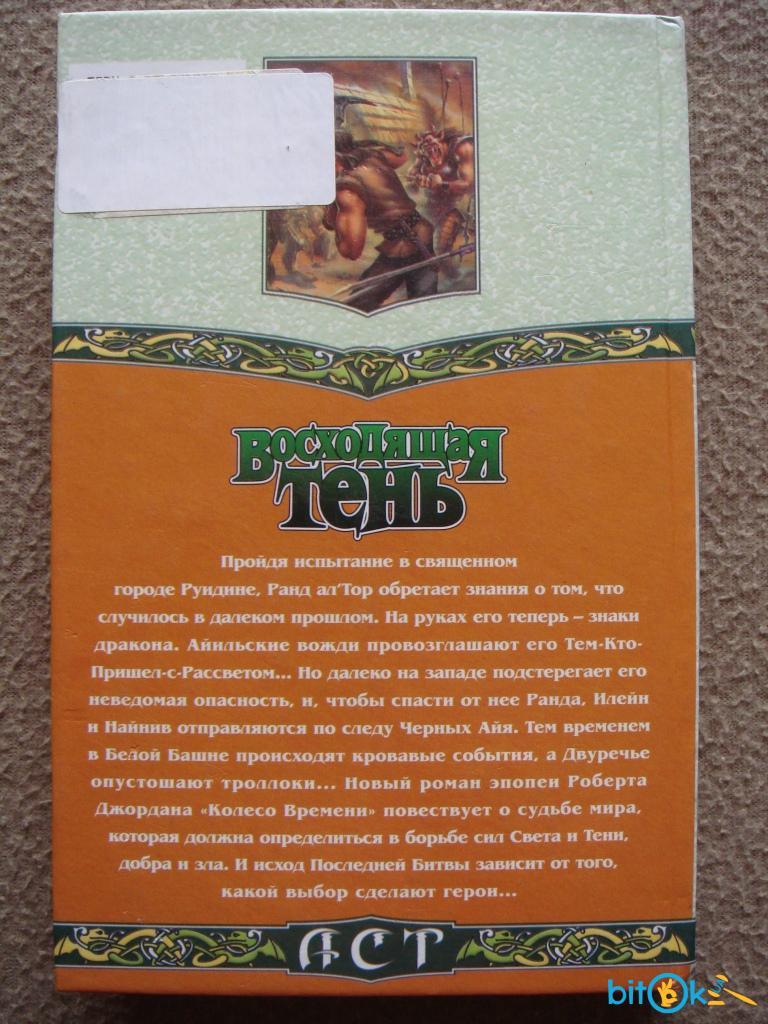 Восходящая
Тень
Пройдя испытание в священном
городе Руидине, Ранд ал'Тор обретает знания о том, что
случилось в далеком прошлом. На руках его теперь – знаки
дракона. Айильские вожди провозглашают его Тем-Кто-
Пришел-с-Рассветом... Но далеко на западе подстерегает его
неведомая опасность, и, чтобы спасти от нее Ранда, Илейн
и Найнив отправляются по следу Черных Айя. Тем временем
в Белой Башне происходят кровавые события, а Двуречье
опустошают троллоки... Новый роман эпопеи Роберта
Джордана «Колесо Времени» повествует о судьбе мира,
которая должна определиться в борьбе сил Света и Тени,
добра и зла. И исход Последней Битвы зависит от того,
какой выбор сделают герои...
АСТ
bitOk